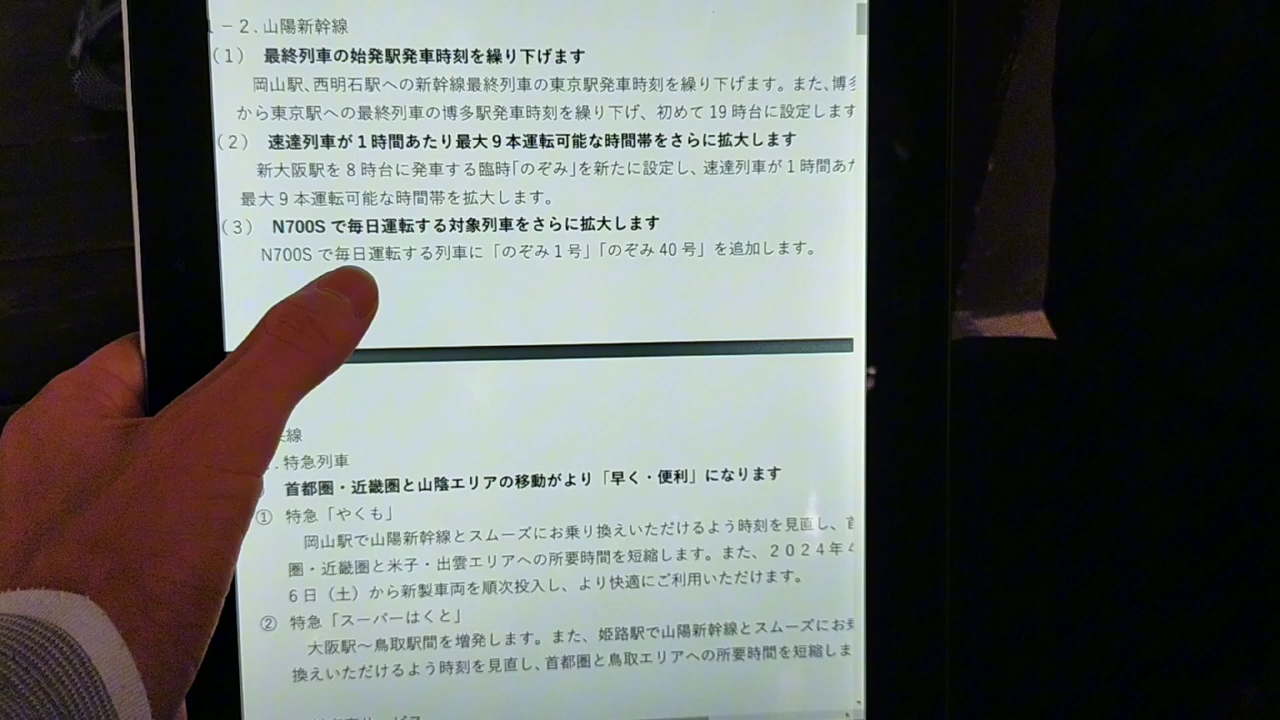 －２.山陽新幹線
（1） 最終列車の始発駅発車時刻を繰り下げます
岡山駅、西明石駅への新幹線最終列車の東京駅発車時刻を繰り下げます。また、博
から東京駅への最終列車の博多駅発車時刻を繰り下げ、初めて 19 時台に設定します
（2） 速達列車が１時間あたり最大９本運転可能な時間帯をさらに拡大します
新大阪駅を 8 時台に発車する臨時「のぞみ」を新たに設定し、速達列車が 1 時間あ
最大 9 本運転可能な時間帯を拡大します。
（3） N700S で毎日運転する対象列車をさらに拡大します
N700S で毎日運転する列車に「のぞみ 1 号」「のぞみ 40 号」を追加します。
線
.特急列車
首都圏・近畿圏と山陰エリアの移動がより「早く・便利」になります
① 特急「やくも」
岡山駅で山陽新幹線とスムーズにお乗り換えいただけるよう時刻を見直し、
圏・近畿圏と米子・出雲エリアへの所要時間を短縮します。また、２０２４年
6 日（土）から新製車両を順次投入し、より快適にご利用いただけます。
② 特急「スーパーはくと」
大阪駅～鳥取駅間を増発します。また、姫路駅で山陽新幹線とスムーズにお
換えいただけるよう時刻を見直し、首都圏と鳥取エリアへの所要時間を短縮しま